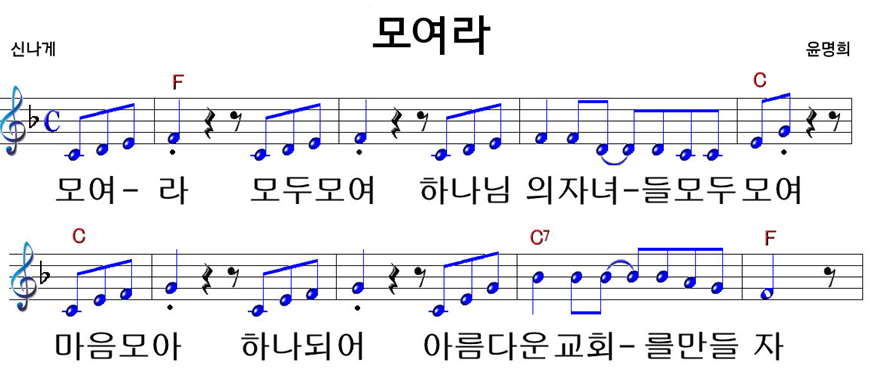 모여라
신나게 윤명희
F C
모여- 라 모두모여 하나님 의자녀-들모두 모여
C C7 F
마음모아 하나되어 아름다운교회-를만들 자